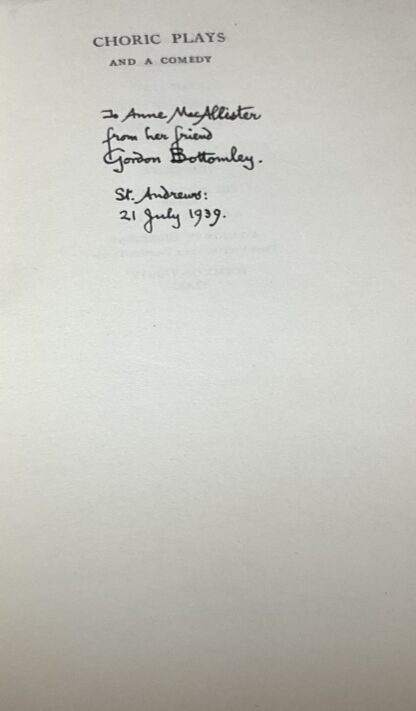 CHORIC PLAYS
AND A COMEDY
To Anne MacAllister
from her friend
Gordon Bottomley.
St. Andrews:
21 July 1939.